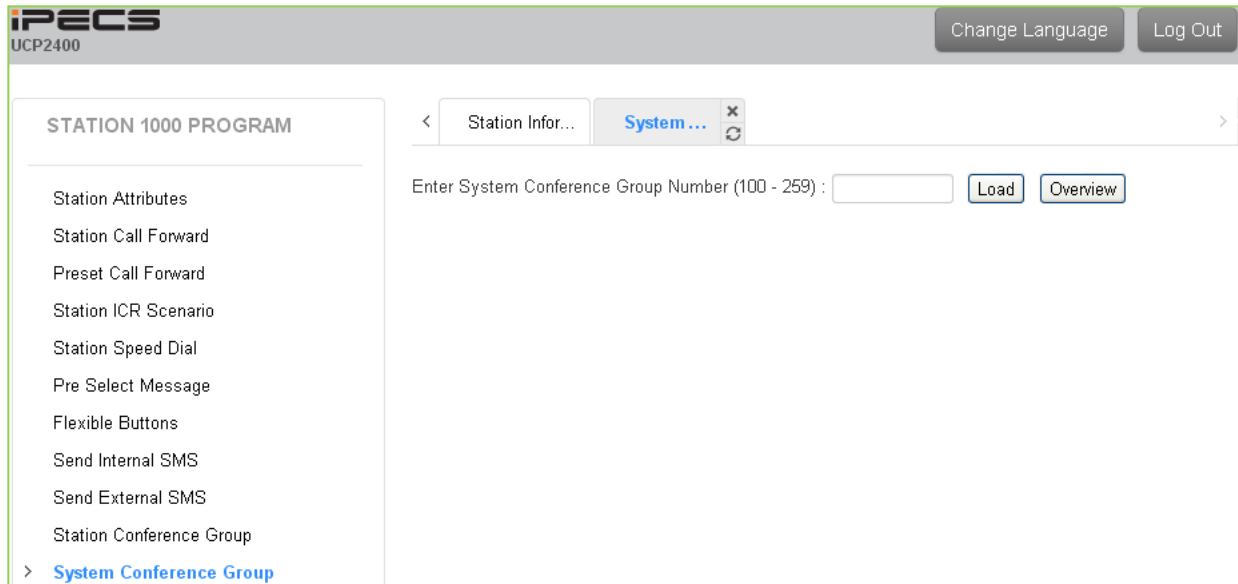 iPECS
UCP2400
Change Language
Log Out
STATION 1000 PROGRAM
Station Attributes
Station Call Forward
Preset Call Forward
Station ICR Scenario
Station Speed Dial
Pre Select Message
Flexible Buttons
Send Internal SMS
Send External SMS
Station Conference Group
> System Conference Group
< Station Infor... System ... >
Enter System Conference Group Number (100 - 259) : Load Overview